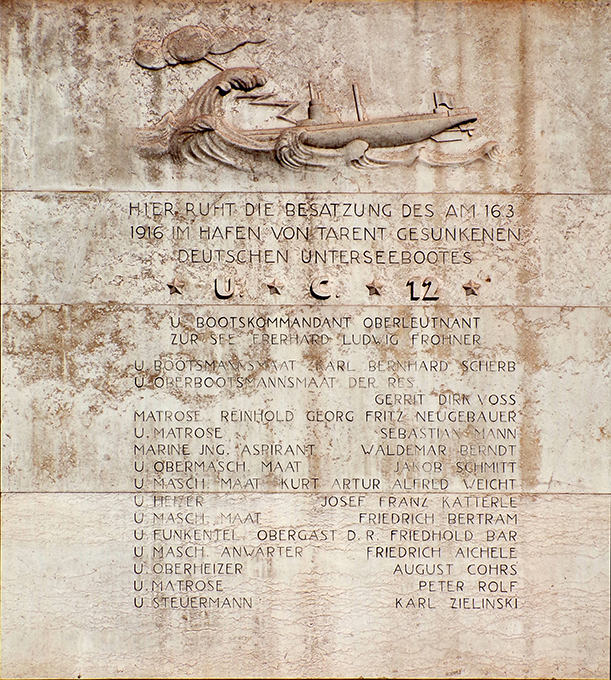 HIER RUHT DIE BESATZUNG DES AM 16.3.
1916 IM HAFEN VON TARENT GESUNKENEN
DEUTSCHEN UNTERSEEBOOTES
★ U. ★ C. ★ 12 ★
U. BOOTSKOMMANDANT OBERLEUTNANT
ZUR SEE EBERHARD LUDWIG FROHNER
U. BOOTSMANNSMAAT KARL BERNHARD SCHERB
U. OBERBOOTSMANNSMAAT DER RES.
GERRIT DIRK VOSS
MATROSE REINHOLD GEORG FRITZ NEUGEBAUER
U. MATROSE SEBASTIAN MANN
MARINE JNG. ASPIRANT WALDEMAR BERNDT
U. OBERMASCH. MAAT JAKOB SCHMITT
U. MASCH. MAAT KURT ARTUR ALFRED WEICHT
U. HEIZER JOSEF FRANZ KATTERLE
U. MASCH. MAAT FRIEDRICH BERTRAM
U. FUNKENTEL. OBERGAST D. R. FRIEDHOLD BAR
U. MASCH. ANWARTER FRIEDRICH AICHELE
U. OBERHEIZER AUGUST COHRS
U. MATROSE PETER ROLF
U. STEUERMANN KARL ZIELINSKI